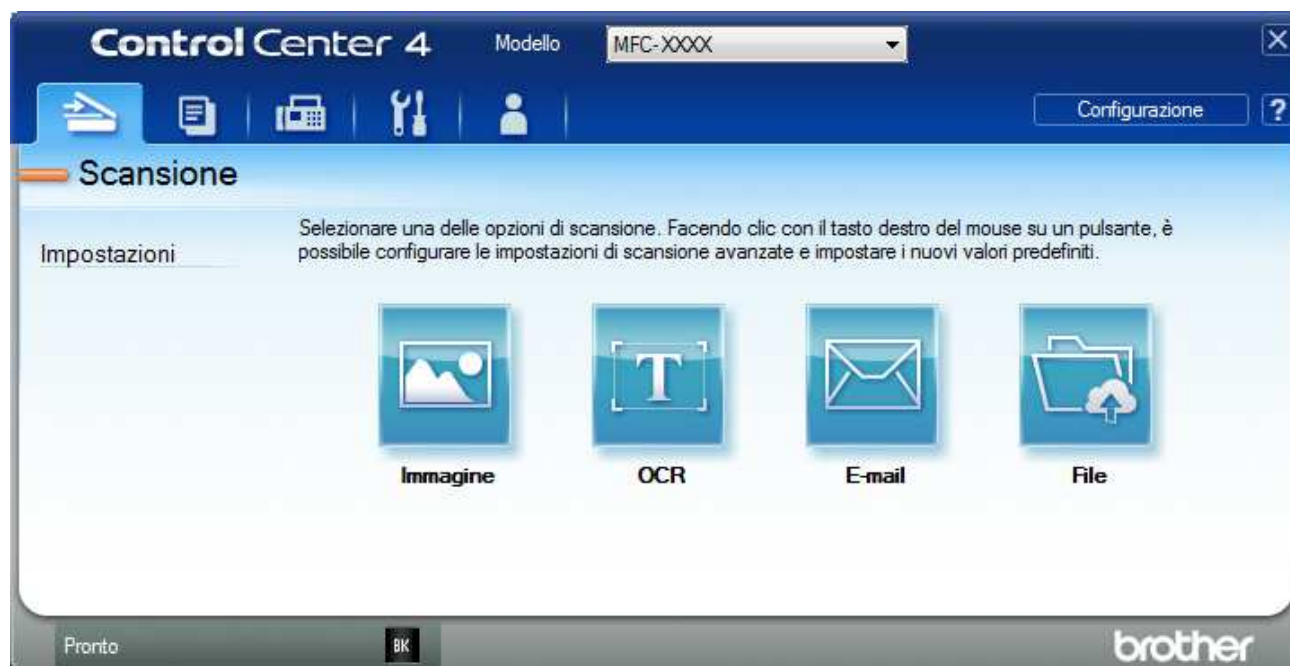 Control Center 4 Modello MFC-XXXX
Configurazione ?
Scansione
Impostazioni
Selezionare una delle opzioni di scansione. Facendo clic con il tasto destro del mouse su un pulsante, è
possibile configurare le impostazioni di scansione avanzate e impostare i nuovi valori predefiniti.
T
Immagine OCR E-mail File
Pronto BK brother